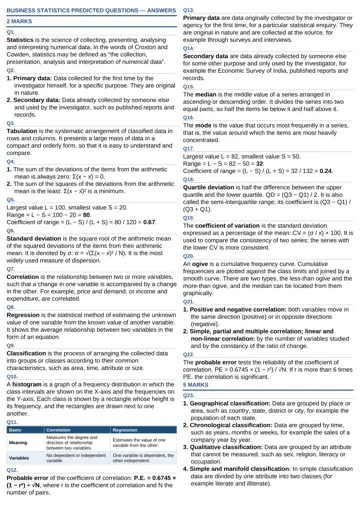 BUSINESS STATISTICS PREDICTED QUESTIONS — ANSWERS
2 MARKS
Q1.
Statistics is the science of collecting, presenting, analysing
and interpreting numerical data. In the words of Croxton and
Cowden, statistics may be defined as "the collection,
presentation, analysis and interpretation of numerical data".
Q2.
1. Primary data: Data collected for the first time by the
investigator himself, for a specific purpose. They are original
in nature.
2. Secondary data: Data already collected by someone else
and used by the investigator, such as published reports and
records.
Q3.
Tabulation is the systematic arrangement of classified data in
rows and columns. It presents a large mass of data in a
compact and orderly form, so that it is easy to understand and
compare.
Q4.
1. The sum of the deviations of the items from the arithmetic
mean is always zero: Σ(x − x̄) = 0.
2. The sum of the squares of the deviations from the arithmetic
mean is the least. Σ(x − x̄)² is a minimum.
Q5.
Largest value L = 100, smallest value S = 20.
Range = L − S = 100 − 20 = 80.
Coefficient of range = (L − S) / (L + S) = 80 / 120 = 0.67.
Q6.
Standard deviation is the square root of the arithmetic mean
of the squared deviations of the items from their arithmetic
mean. It is denoted by σ: σ = √(Σ(x − x̄)² / N). It is the most
widely used measure of dispersion.
Q7.
Correlation is the relationship between two or more variables,
such that a change in one variable is accompanied by a change
in the other. For example, price and demand, or income and
expenditure, are correlated.
Q8.
Regression is the statistical method of estimating the unknown
value of one variable from the known value of another variable.
It shows the average relationship between two variables in the
form of an equation.
Q9.
Classification is the process of arranging the collected data
into groups or classes according to their common
characteristics, such as area, time, attribute or size.
Q10.
A histogram is a graph of a frequency distribution in which the
class intervals are shown on the X-axis and the frequencies on
the Y-axis. Each class is shown by a rectangle whose height is
its frequency, and the rectangles are drawn next to one
another.
Q11.
Basis Correlation Regression
Meaning Measures the degree and direction of relationship between two variables. Estimates the value of one variable from the other.
Variables No dependent or independent variable. One variable is dependent, the other independent.
Q12.
Probable error of the coefficient of correlation: P.E. = 0.6745 ×
(1 − r²) ÷ √N, where r is the coefficient of correlation and N the
number of pairs.
Q13.
Primary data are data originally collected by the investigator or
agency for the first time, for a particular statistical enquiry. They
are original in nature and are collected at the source, for
example through surveys and interviews.
Q14.
Secondary data are data already collected by someone else
for some other purpose and only used by the investigator, for
example the Economic Survey of India, published reports and
records.
Q15.
The median is the middle value of a series arranged in
ascending or descending order. It divides the series into two
equal parts, so half the items lie below it and half above it.
Q16.
The mode is the value that occurs most frequently in a series,
that is, the value around which the items are most heavily
concentrated.
Q17.
Largest value L = 82, smallest value S = 50.
Range = L − S = 82 − 50 = 32.
Coefficient of range = (L − S) / (L + S) = 32 / 132 = 0.24.
Q18.
Quartile deviation is half the difference between the upper
quartile and the lower quartile. QD = (Q3 − Q1) / 2. It is also
called the semi-interquartile range; its coefficient is (Q3 − Q1) /
(Q3 + Q1).
Q19.
The coefficient of variation is the standard deviation
expressed as a percentage of the mean: CV = (σ / x̄) × 100. It is
used to compare the consistency of two series; the series with
the lower CV is more consistent.
Q20.
An ogive is a cumulative frequency curve. Cumulative
frequencies are plotted against the class limits and joined by a
smooth curve. There are two types, the less-than ogive and the
more-than ogive, and the median can be located from them
graphically.
Q21.
1. Positive and negative correlation: both variables move in
the same direction (positive) or in opposite directions
(negative).
2. Simple, partial and multiple correlation; linear and
non-linear correlation: by the number of variables studied
and by the constancy of the ratio of change.
Q22.
The probable error tests the reliability of the coefficient of
correlation. PE = 0.6745 × (1 − r²) / √N. If r is more than 6 times
PE, the correlation is significant.
5 MARKS
Q23.
1. Geographical classification: Data are grouped by place or
area, such as country, state, district or city, for example the
population of each state.
2. Chronological classification: Data are grouped by time,
such as years, months or weeks, for example the sales of a
company year by year.
3. Qualitative classification: Data are grouped by an attribute
that cannot be measured, such as sex, religion, literacy or
occupation.
4. Simple and manifold classification: In simple classification
data are divided by one attribute into two classes (for
example literate and illiterate).